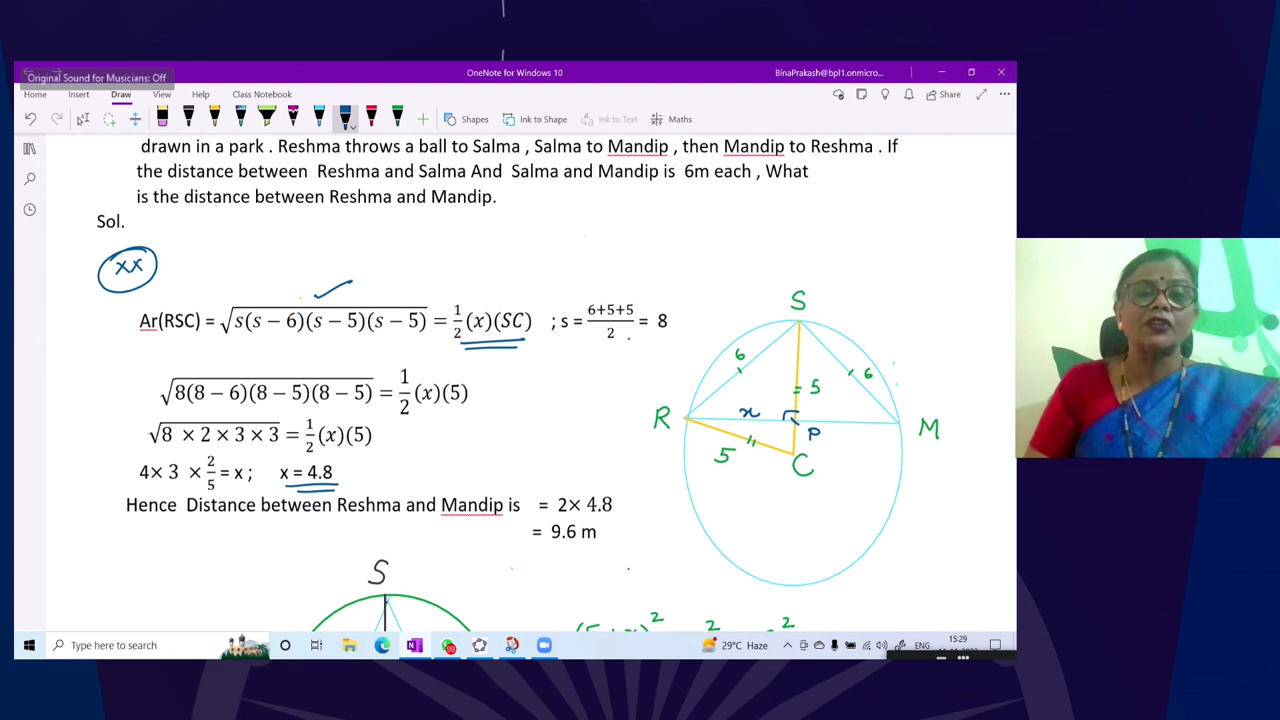 Original Sound for Musicians: Off
OneNote for Windows 10
BinaPrakash@bpl1.onmicro...
Home Insert Draw View Help Class Notebook
Share
Shapes Ink to Shape Ink to Text Maths
drawn in a park . Reshma throws a ball to Salma , Salma to Mandip , then Mandip to Reshma . If
the distance between Reshma and Salma And Salma and Mandip is 6m each , What
is the distance between Reshma and Mandip.
Sol.
xx
Ar(RSC) = √s(s − 6)(s − 5)(s − 5) = 1/2 (x)(SC) ; s = 6+5+5/2 = 8
√8(8 − 6)(8 − 5)(8 − 5) = 1/2 (x)(5)
√8 × 2 × 3 × 3 = 1/2 (x)(5)
4× 3 × 2/5 = x ; x = 4.8
Hence Distance between Reshma and Mandip is = 2× 4.8
= 9.6 m
S
6
6
5
R
x
M
P
5
C
S
Type here to search
29°C Haze
ENG
15:29